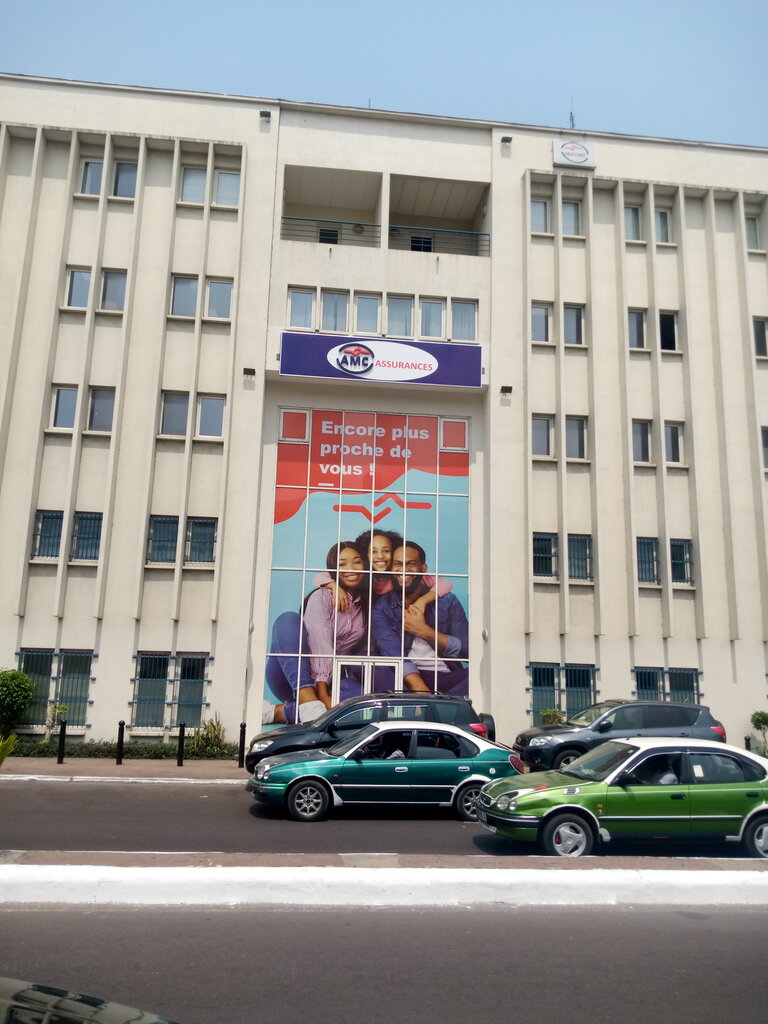 AMC ASSURANCES
Encore plus
proche de
vous !